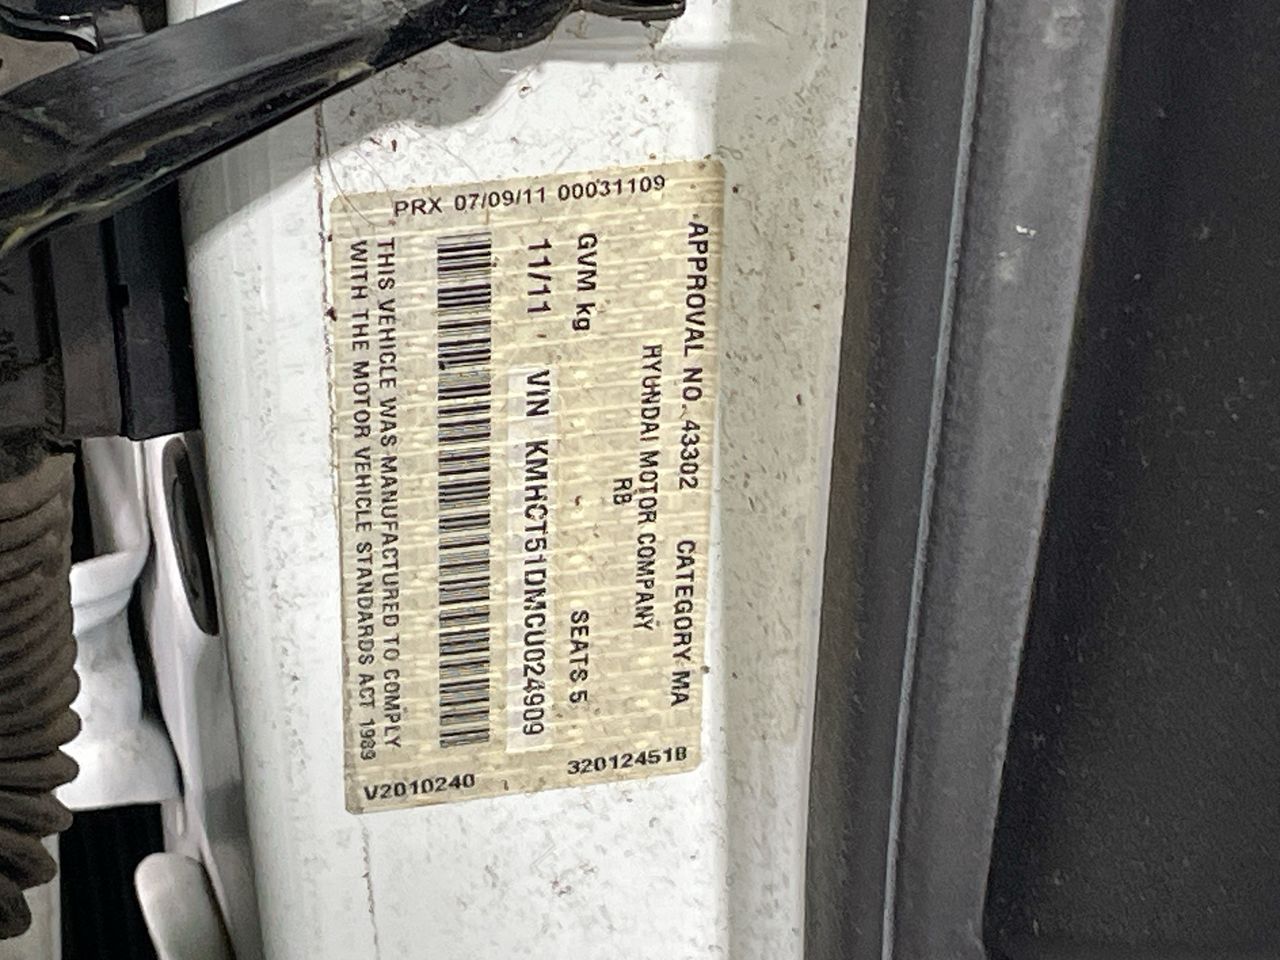 PRX 07/09/11 00031109
APPROVAL NO. 43302 CATEGORY MA
HYUNDAI MOTOR COMPANY
RB
GVM kg SEATS 5
11/11 VIN KMHCT51DMCU024909
THIS VEHICLE WAS MANUFACTURED TO COMPLY
WITH THE MOTOR VEHICLE STANDARDS ACT 1989
V2010240 32012451B